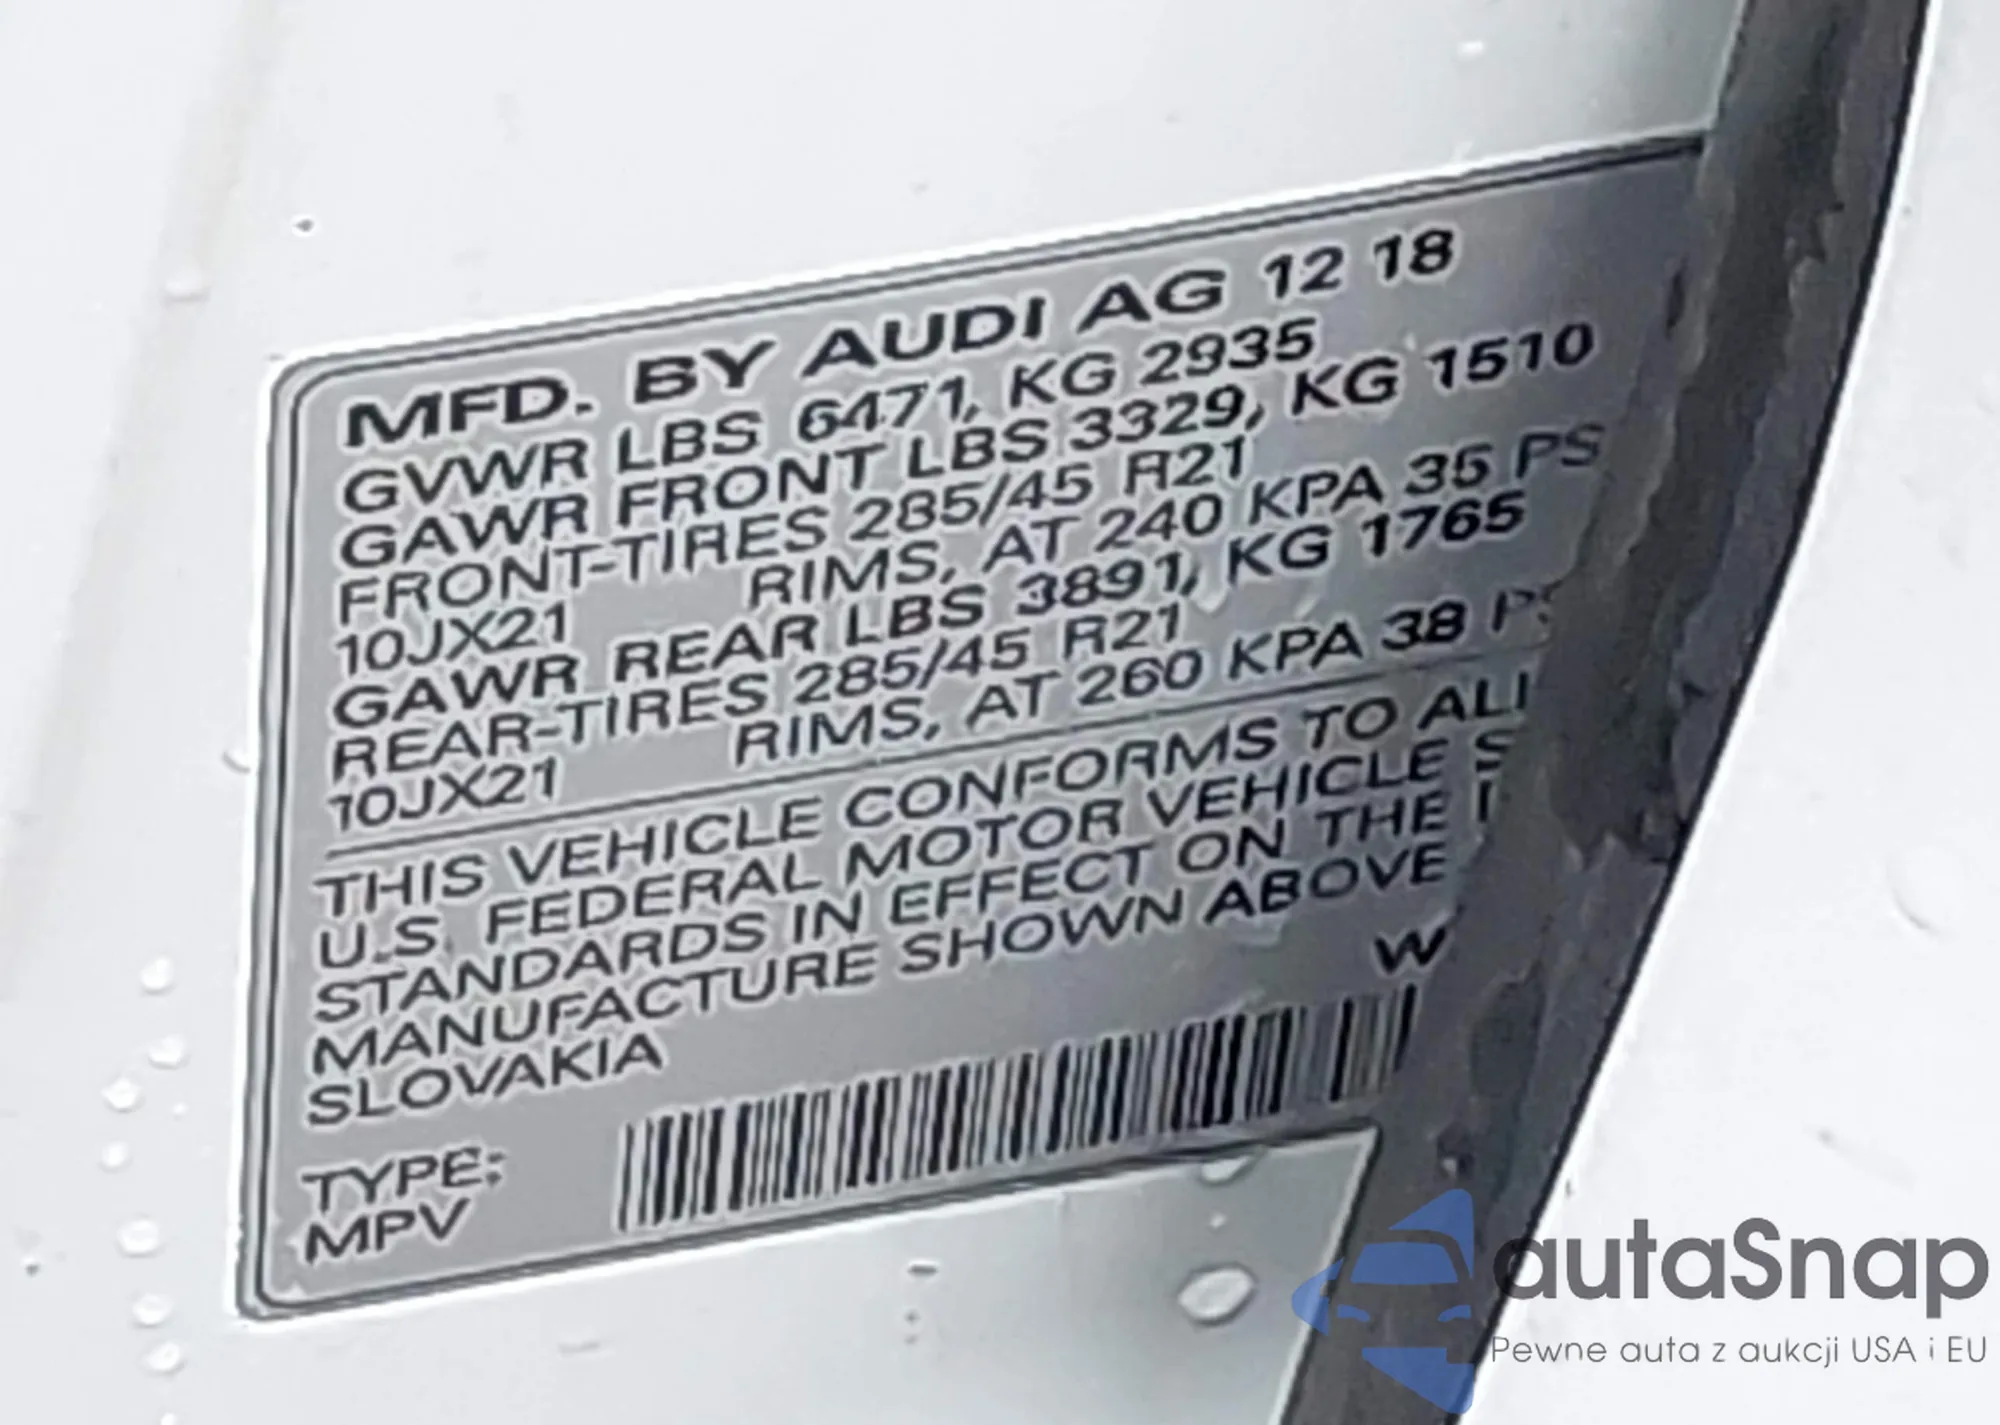 MFD. BY AUDI AG 12 18
GVWR LBS 6471, KG 2935
GAWR FRONT LBS 3329, KG 1510
FRONT-TIRES 285/45 R21
10JX21 RIMS, AT 240 KPA 35 PS
GAWR REAR LBS 3891, KG 1765
REAR-TIRES 285/45 R21
10JX21 RIMS, AT 260 KPA 38 P
THIS VEHICLE CONFORMS TO ALL
U.S. FEDERAL MOTOR VEHICLE S
STANDARDS IN EFFECT ON THE
MANUFACTURE SHOWN ABOVE
SLOVAKIA
W
TYPE:
MPV
autaSnap
Pewne auta z aukcji USA i EU